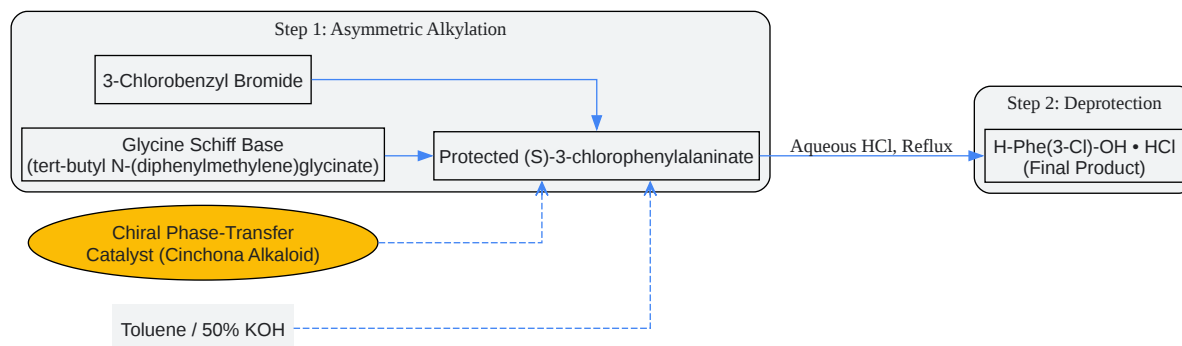 Step 1: Asymmetric Alkylation
3-Chlorobenzyl Bromide
Glycine Schiff Base
(tert-butyl N-(diphenylmethylene)glycinate)
Protected (S)-3-chlorophenylalaninate
Aqueous HCl, Reflux
Step 2: Deprotection
H-Phe(3-Cl)-OH • HCl
(Final Product)
Chiral Phase-Transfer
Catalyst (Cinchona Alkaloid)
Toluene / 50% KOH